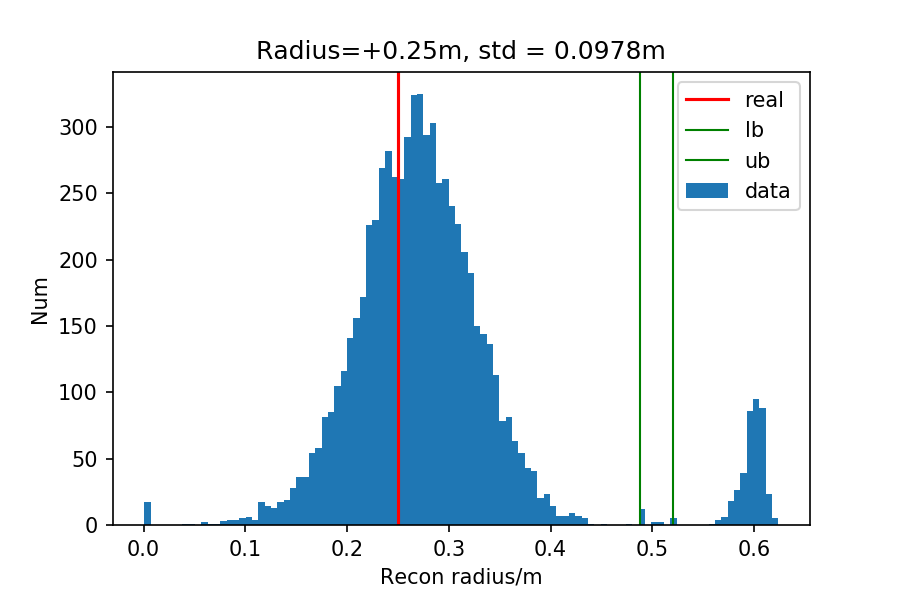 Radius=+0.25m, std = 0.0978m
real
lb
ub
data
300
250
200
150
100
50
0
Num
0.0 0.1 0.2 0.3 0.4 0.5 0.6
Recon radius/m